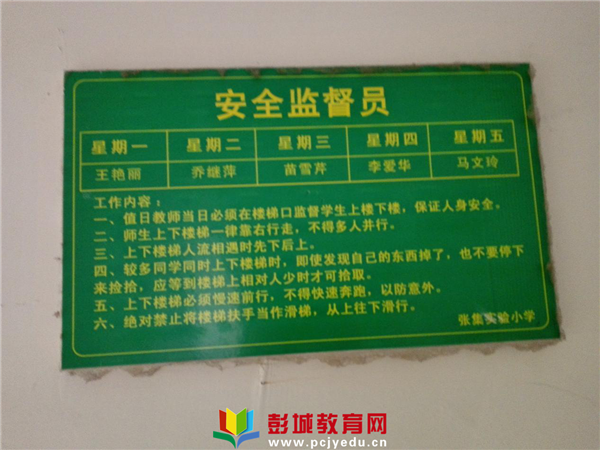 安全监督员
星期一 星期二 星期三 星期四 星期五
王艳丽 乔继萍 苗雪芹 李爱华 马文玲
工作内容：
一、值日教师当日必须在楼梯口监督学生上楼下楼，保证人身安全。
二、师生上下楼梯一律靠右行走，不得多人并行。
三、上下楼梯人流相遇时先下后上。
四、较多同学同时上下楼梯时，即使发现自己的东西掉了，也不要停下
来捡拾，应等到楼梯上相对人少时才可拾取。
五、上下楼梯必须慢速前行，不得快速奔跑，以防意外。
六、绝对禁止将楼梯扶手当作滑梯，从上往下滑行。
张集实验小学
彭城教育网
www.pcjyedu.cn